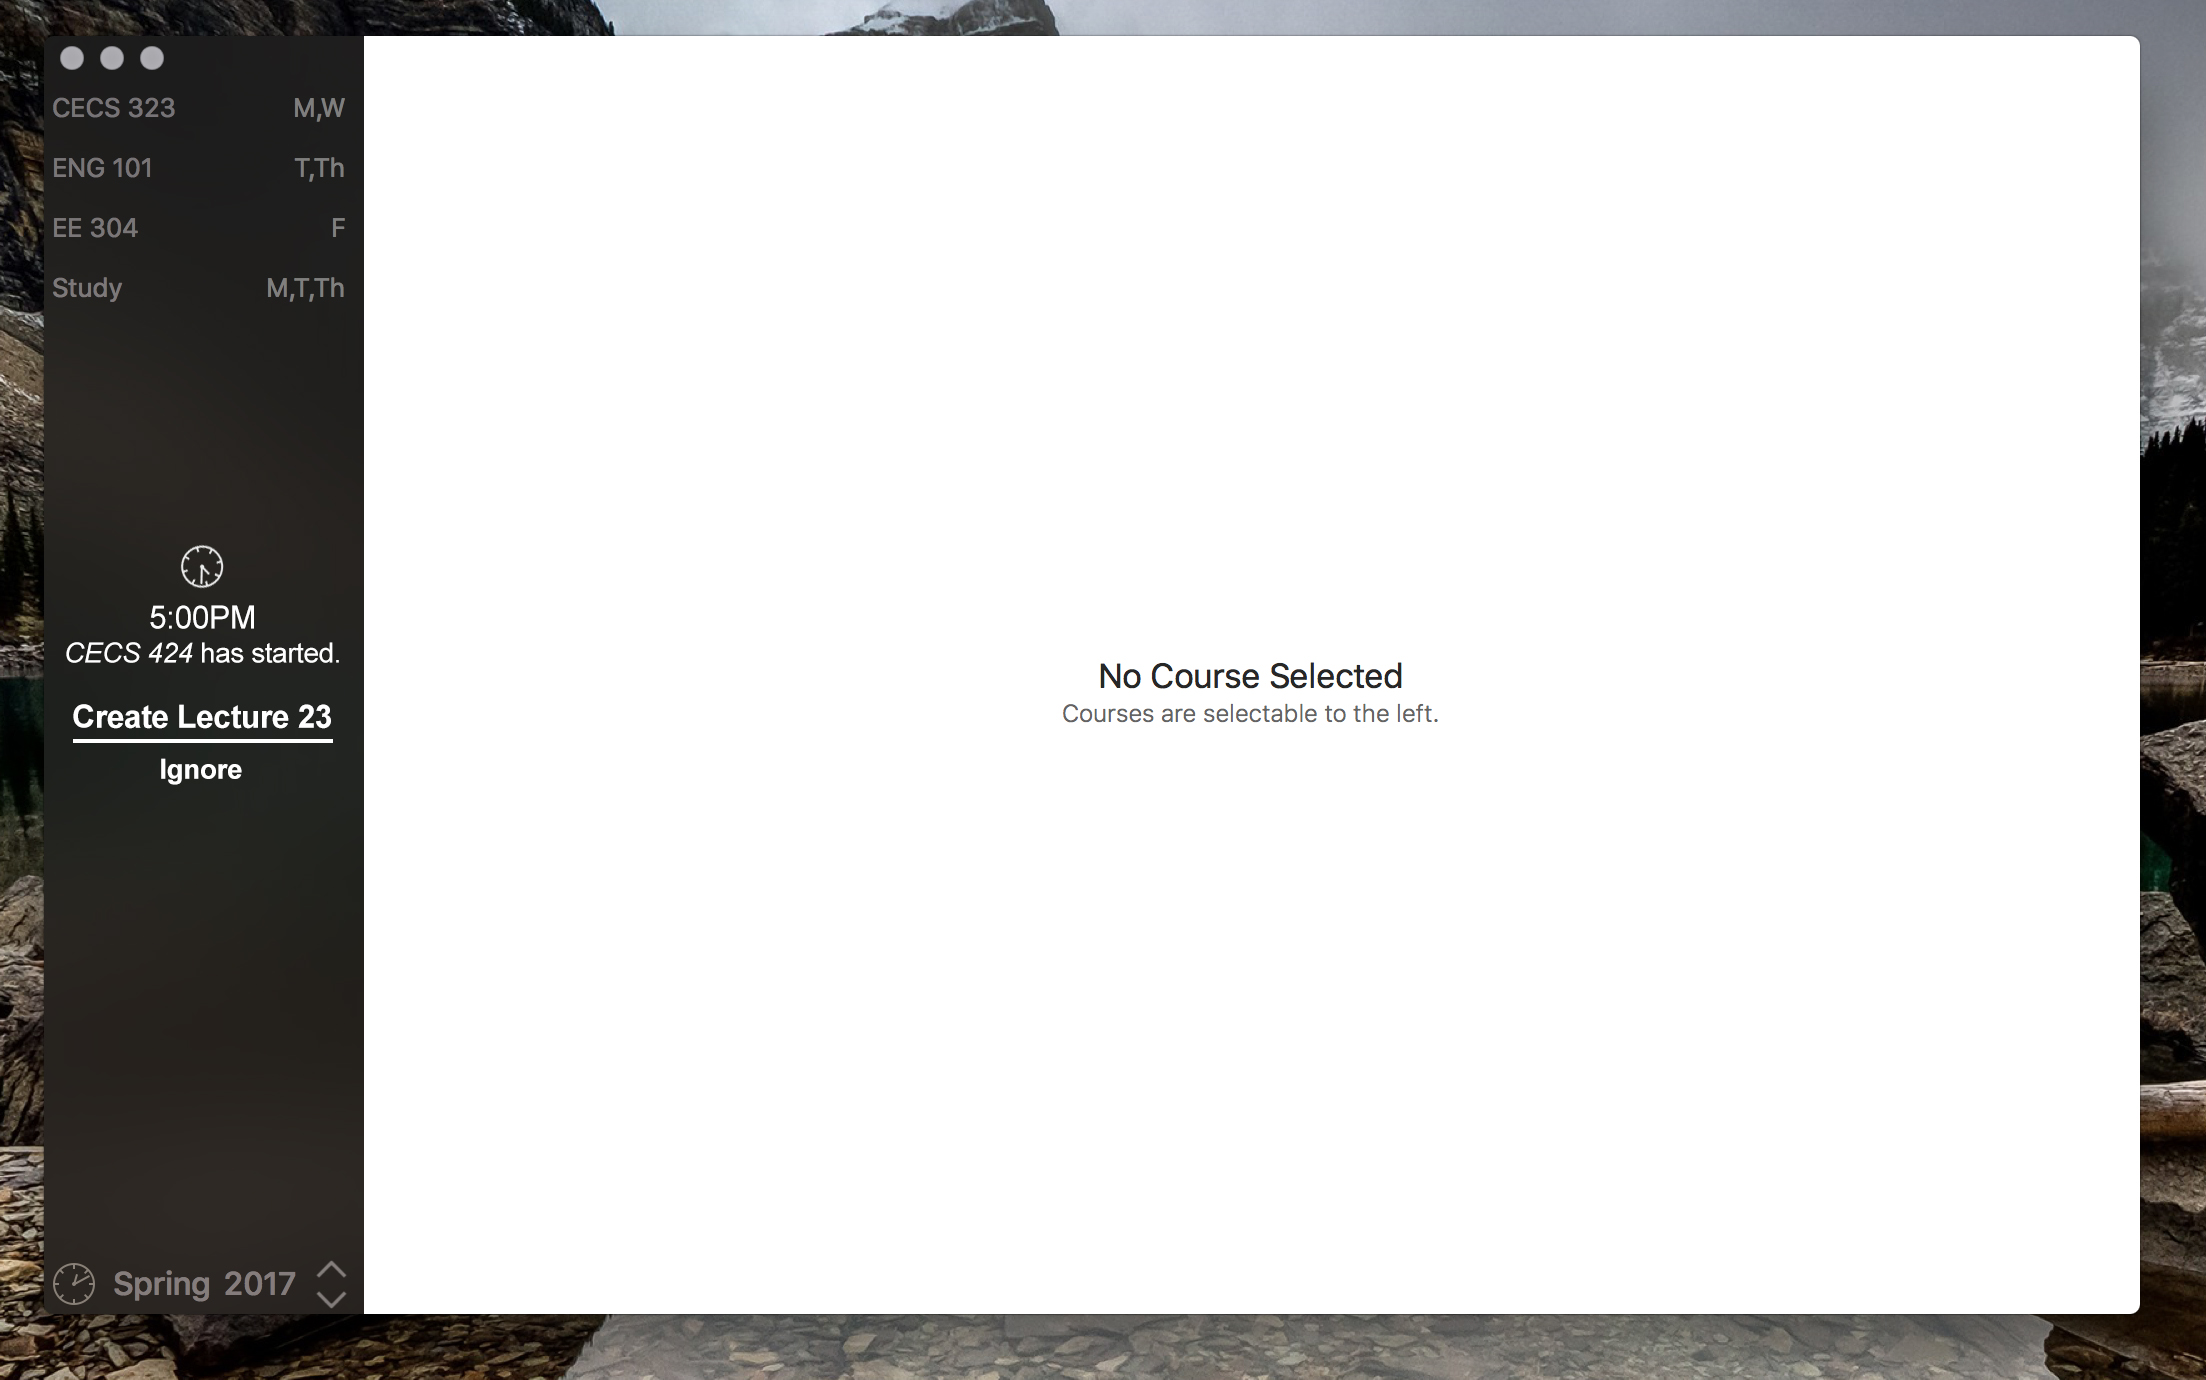 CECS 323 M,W
ENG 101 T,Th
EE 304 F
Study M,T,Th
5:00PM
CECS 424 has started.
Create Lecture 23
Ignore
No Course Selected
Courses are selectable to the left.
Spring 2017